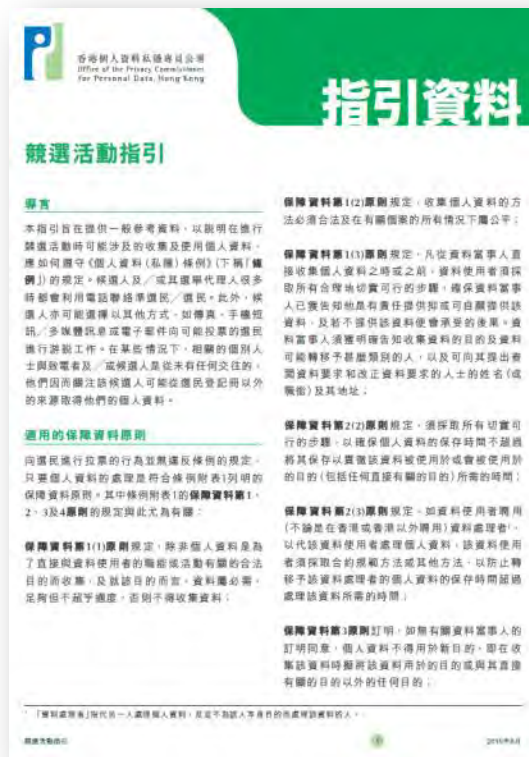 香港個人資料私隱專員公署
Office of the Privacy Commissioner
for Personal Data, Hong Kong
指引資料
競選活動指引
導言
本指引旨在提供一般參考資料，以說明在進行
競選活動時可能涉及的收集及使用個人資料，
應如何遵守《個人資料（私隱）條例》（下稱「條
例」）的規定。候選人及／或其選舉代理人很多
時都會利用電話聯絡準選民／選民。此外，候
選人亦可能選擇以其他方式，如傳真、手機短
訊／多媒體訊息或電子郵件向可能投票的選民
進行游說工作。在某些情況下，相關的個別人
士與致電者及／或候選人是從未有任何交往的，
他們因而關注該候選人可能從選民登記冊以外
的來源取得他們的個人資料。
適用的保障資料原則
向選民進行拉票的行為並無違反條例的規定，
只要個人資料的處理是符合條例附表1列明的
保障資料原則。其中條例附表1的保障資料第1、
2、3及4原則的規定與此尤為有關：
保障資料第1(1)原則規定，除非個人資料是為
了直接與資料使用者的職能或活動有關的合法
目的而收集，及就該目的而言，資料屬必需、
足夠但不超乎適度，否則不得收集資料；
保障資料第1(2)原則規定，收集個人資料的方
法必須合法及在有關個案的所有情況下屬公平；
保障資料第1(3)原則規定，凡從資料當事人直
接收集個人資料之時或之前，資料使用者須採
取所有合理地切實可行的步驟，確保資料當事
人已獲告知他是有責任提供抑或可自願提供該
資料，及若不提供該資料便會承受的後果。資
料當事人須獲明確告知收集資料的目的及資料
可能轉移予甚麼類別的人，以及可向其提出查
閱資料要求和改正資料要求的人士的姓名（或
職銜）及其地址；
保障資料第2(2)原則規定，須採取所有切實可
行的步驟，以確保個人資料的保存時間不超過
將其保存以貫徹該資料被使用於或會被使用於
的目的（包括任何直接有關的目的）所需的時間；
保障資料第2(3)原則規定，如資料使用者聘用
（不論是在香港或香港以外聘用）資料處理者¹，
以代該資料使用者處理個人資料，該資料使用
者須採取合約規範方法或其他方法，以防止轉
移予該資料處理者的個人資料的保存時間超過
處理該資料所需的時間；
保障資料第3原則訂明，如無有關資料當事人的
訂明同意，個人資料不得用於新目的，即在收
集該資料時擬將該資料用於的目的或與其直接
有關的目的以外的任何目的；
¹ 「資料處理者」指代另一人處理個人資料，及並不為該人本身目的而處理該資料的人。
競選活動指引
1